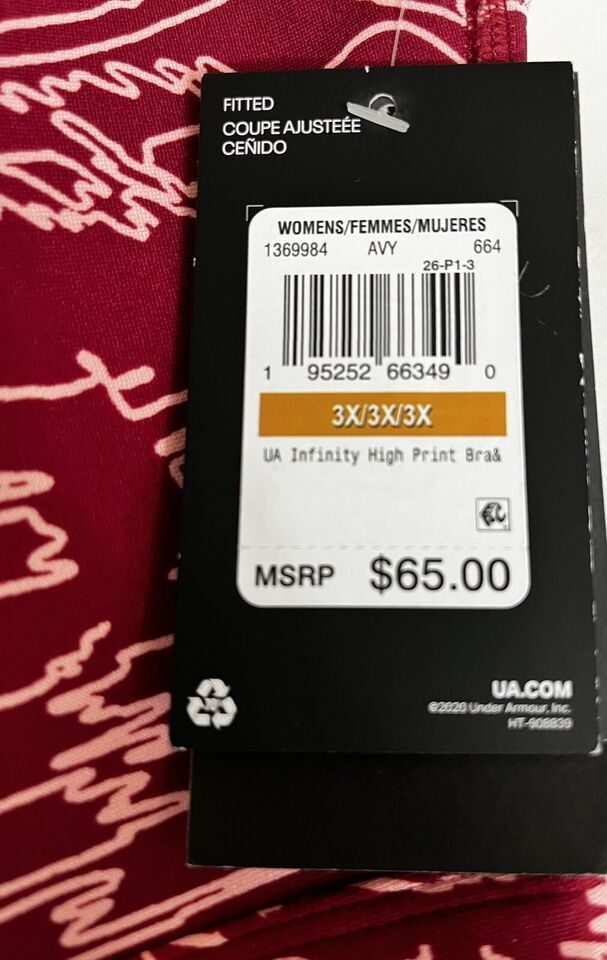 FITTED
COUPE AJUSTEÉE
CEÑIDO
WOMENS/FEMMES/MUJERES
1369984 AVY 664
26-P1-3
1 95252 66349 0
3X/3X/3X
UA Infinity High Print Bra&
MSRP $65.00
UA.COM
©2020 Under Armour, Inc.
HT-908839